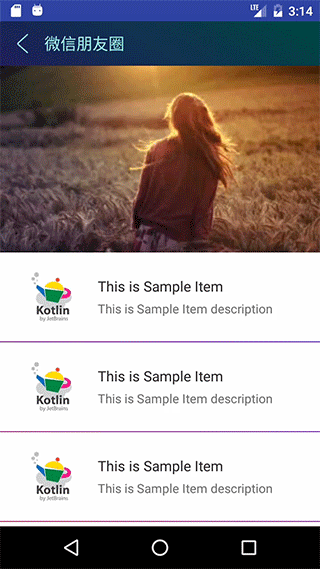 LTE 3:14
微信朋友圈
Kotlin
by JetBrains
This is Sample Item
This is Sample Item description
Kotlin
by JetBrains
This is Sample Item
This is Sample Item description
Kotlin
by JetBrains
This is Sample Item
This is Sample Item description